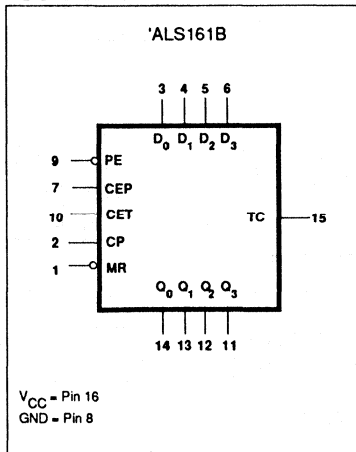 'ALS161B
3 4 5 6
D0 D1 D2 D3
9 PE
7 CEP
10 CET
TC 15
2 CP
1 MR
Q0 Q1 Q2 Q3
14 13 12 11
VCC = Pin 16
GND = Pin 8